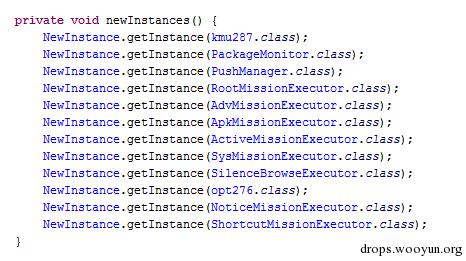 private void newInstances() {
    NewInstance.getInstance(kmu287.class);
    NewInstance.getInstance(PackageMonitor.class);
    NewInstance.getInstance(PushManager.class);
    NewInstance.getInstance(RootMissionExecutor.class);
    NewInstance.getInstance(AdvMissionExecutor.class);
    NewInstance.getInstance(ApkMissionExecutor.class);
    NewInstance.getInstance(ActiveMissionExecutor.class);
    NewInstance.getInstance(SysMissionExecutor.class);
    NewInstance.getInstance(SilenceBrowseExecutor.class);
    NewInstance.getInstance(opt276.class);
    NewInstance.getInstance(NoticeMissionExecutor.class);
    NewInstance.getInstance(ShortcutMissionExecutor.class);
}
drops.wooyun.org